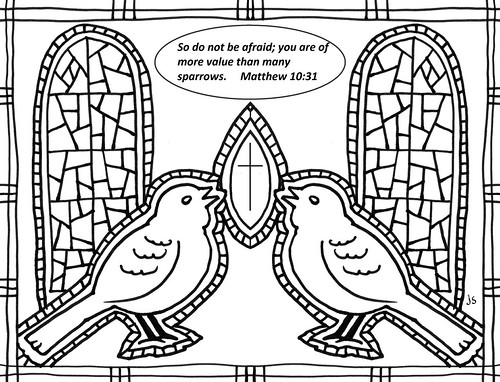 So do not be afraid; you are of
more value than many
sparrows. Matthew 10:31
js